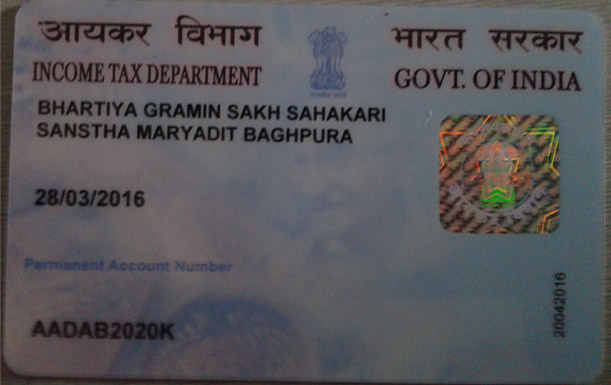 आयकर विभाग
भारत सरकार
INCOME TAX DEPARTMENT
GOVT. OF INDIA
BHARTIYA GRAMIN SAKH SAHAKARI
SANSTHA MARYADIT BAGHPURA
28/03/2016
Permanent Account Number
AADAB2020K
20042016